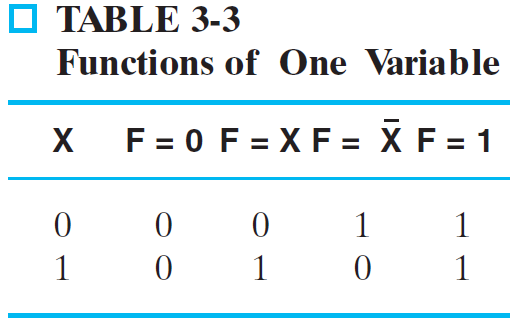 TABLE 3-3
Functions of One Variable
X F = 0 F = X F = X̄ F = 1
0 0 0 1 1
1 0 1 0 1